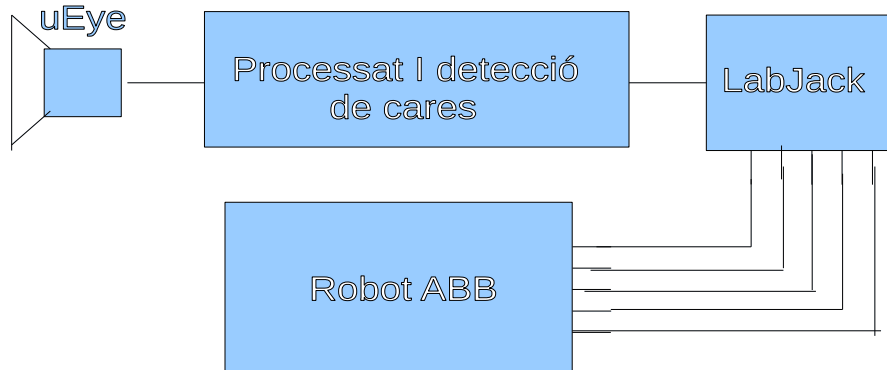 uEye
Processat I detecció
de cares
LabJack
Robot ABB